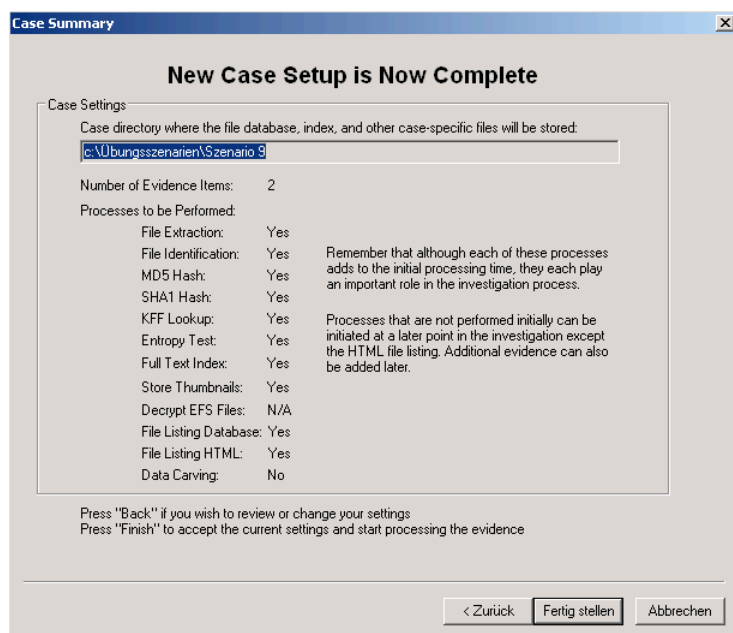 Case Summary
New Case Setup is Now Complete
Case Settings
Case directory where the file database, index, and other case-specific files will be stored:
c:\Übungsszenarien\Szenario 9
Number of Evidence Items: 2
Processes to be Performed:
File Extraction: Yes
File Identification: Yes
MD5 Hash: Yes
SHA1 Hash: Yes
KFF Lookup: Yes
Entropy Test: Yes
Full Text Index: Yes
Store Thumbnails: Yes
Decrypt EFS Files: N/A
File Listing Database: Yes
File Listing HTML: Yes
Data Carving: No
Remember that although each of these processes
adds to the initial processing time, they each play
an important role in the investigation process.
Processes that are not performed initially can be
initiated at a later point in the investigation except
the HTML file listing. Additional evidence can also
be added later.
Press "Back" if you wish to review or change your settings
Press "Finish" to accept the current settings and start processing the evidence
< Zurück Fertig stellen Abbrechen